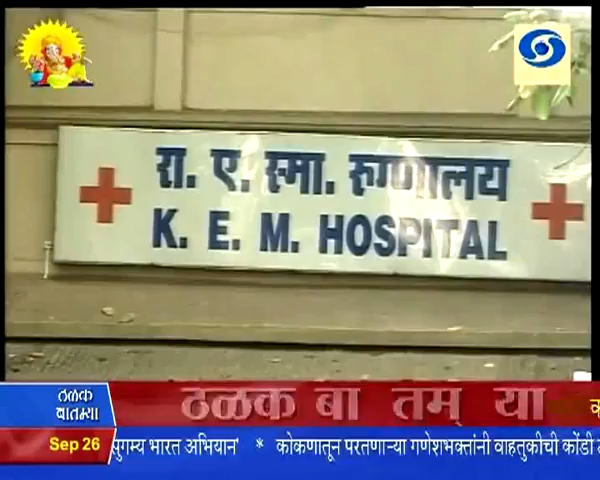 रा. ए. स्मा. रुग्णालय
K. E. M. HOSPITAL
ठळक
बातम्या
ठळक बा तम् या
Sep 26
सुगम्य भारत अभियान' * कोकणातून परतणाऱ्या गणेशभक्तांनी वाहतुकीची कोंडी